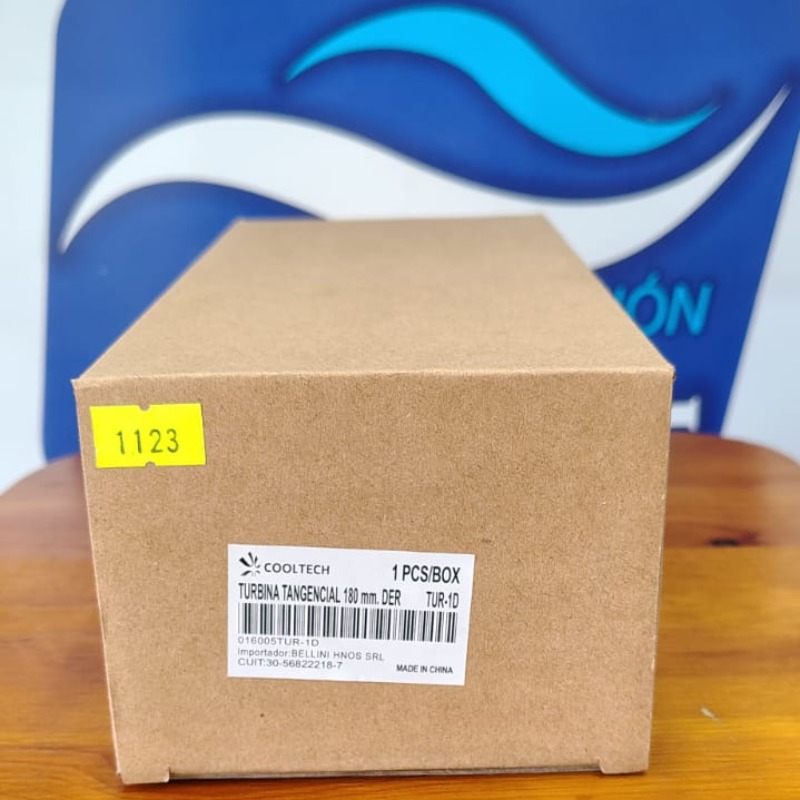 IÓN
1123
COOLTECH 1 PCS/BOX
TURBINA TANGENCIAL 180 mm. DER TUR-1D
016005TUR-1D
Importador:BELLINI HNOS SRL
CUIT:30-56822218-7 MADE IN CHINA